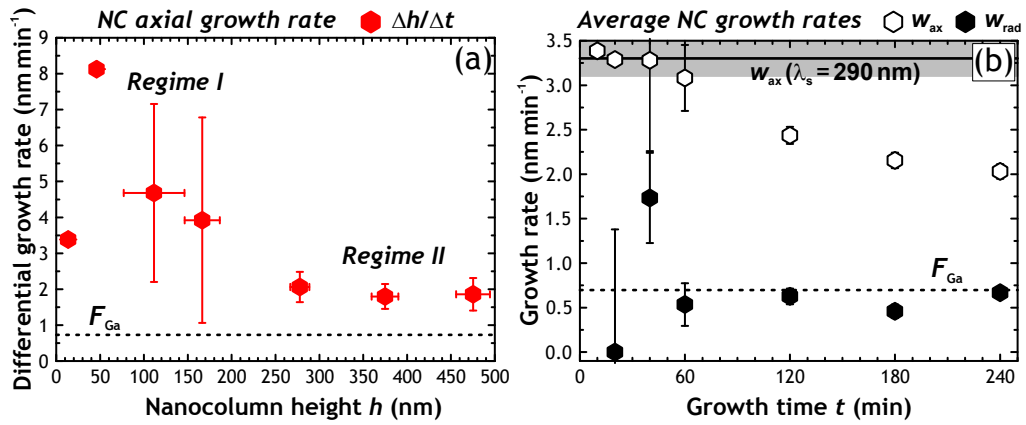 NC axial growth rate Δh/Δt
(a)
Regime I
Regime II
F_Ga
Differential growth rate (nm min⁻¹)
9
8
7
6
5
4
3
2
1
0
0 50 100 150 200 250 300 350 400 450 500
Nanocolumn height h (nm)
Average NC growth rates w_ax w_rad
(b)
w_ax (λ_s = 290 nm)
F_Ga
Growth rate (nm min⁻¹)
3.5
3.0
2.5
2.0
1.5
1.0
0.5
0.0
0 60 120 180 240
Growth time t (min)